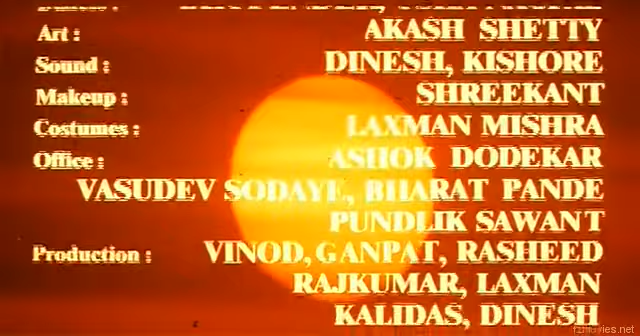 Art : AKASH SHETTY
Sound : DINESH, KISHORE
Makeup : SHREEKANT
Costumes : LAXMAN MISHRA
Office : ASHOK DODEKAR
VASUDEV SODAYE, BHARAT PANDE
PUNDLIK SAWANT
Production : VINOD, GANPAT, RASHEED
RAJKUMAR, LAXMAN
KALIDAS, DINESH